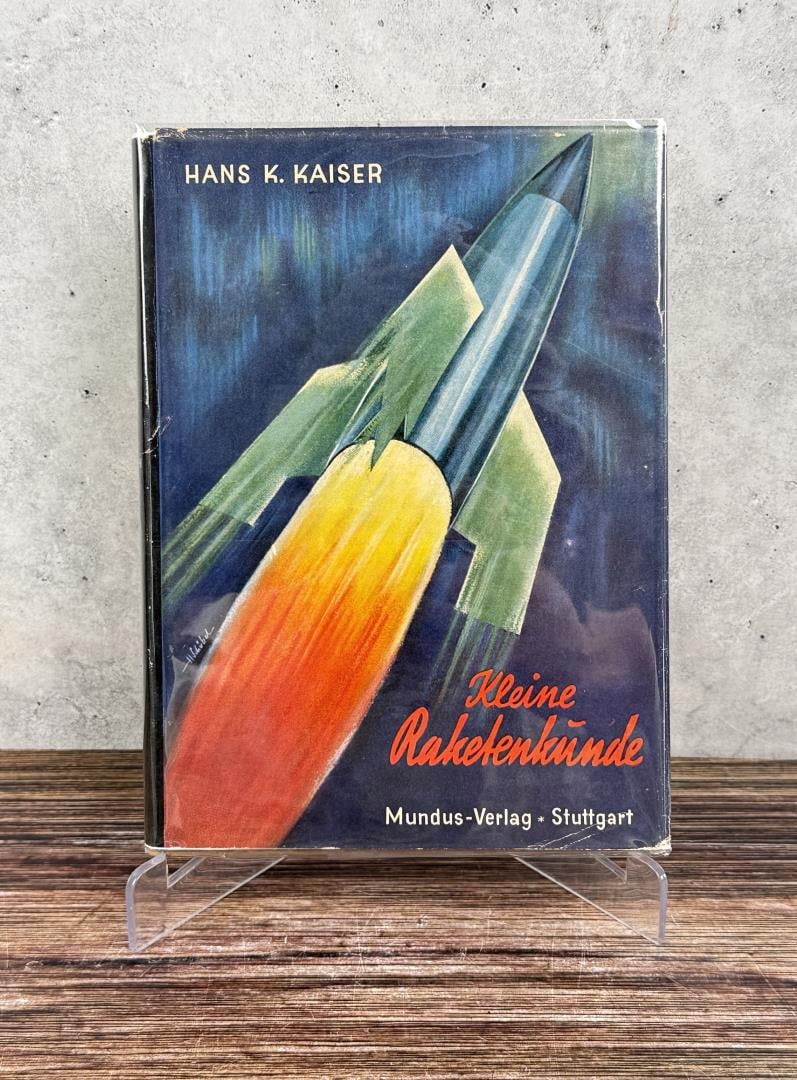 HANS K. KAISER
Kleine
Raketenkunde
Mundus-Verlag * Stuttgart